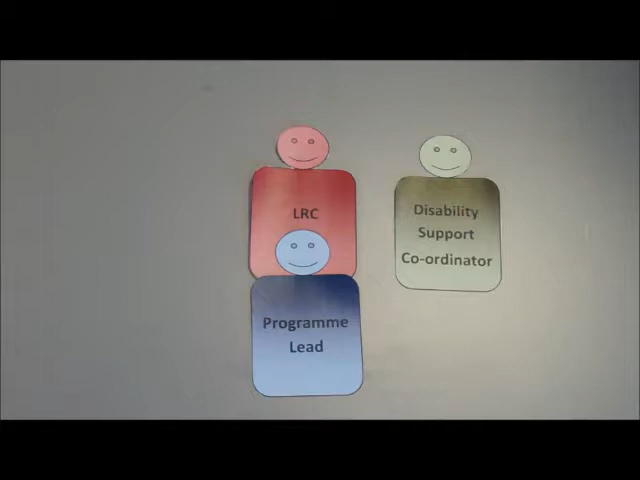 LRC
Disability
Support
Co-ordinator
Programme
Lead